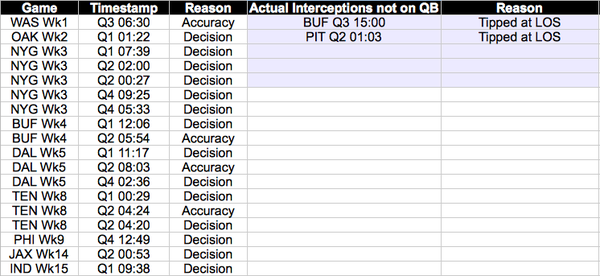 Game Timestamp Reason Actual Interceptions not on QB Reason
WAS Wk1 Q3 06:30 Accuracy BUF Q3 15:00 Tipped at LOS
OAK Wk2 Q1 01:22 Decision PIT Q2 01:03 Tipped at LOS
NYG Wk3 Q1 07:39 Decision
NYG Wk3 Q2 02:00 Decision
NYG Wk3 Q2 00:27 Decision
NYG Wk3 Q4 09:25 Decision
NYG Wk3 Q4 05:33 Decision
BUF Wk4 Q1 12:06 Decision
BUF Wk4 Q2 05:54 Accuracy
DAL Wk5 Q1 11:17 Decision
DAL Wk5 Q2 08:03 Accuracy
DAL Wk5 Q4 02:36 Decision
TEN Wk8 Q1 00:29 Decision
TEN Wk8 Q2 04:24 Accuracy
TEN Wk8 Q2 04:20 Decision
PHI Wk9 Q4 12:49 Decision
JAX Wk14 Q2 00:53 Decision
IND Wk15 Q1 09:38 Decision